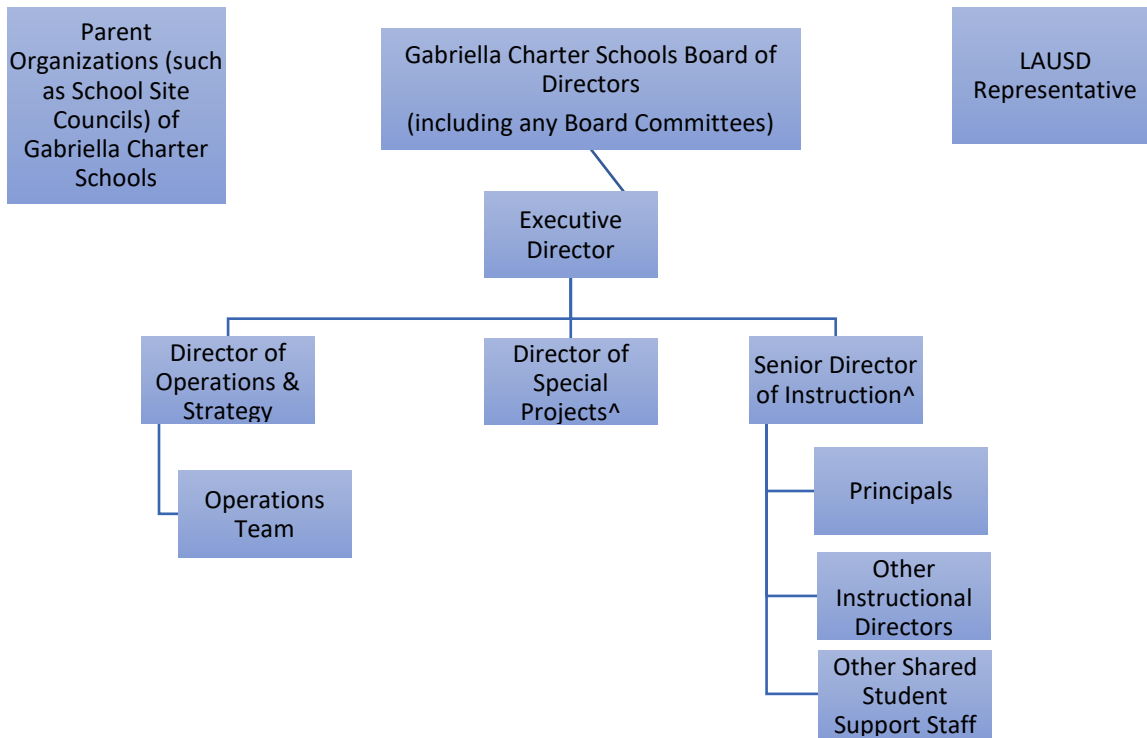 Parent
Organizations (such
as School Site
Councils) of
Gabriella Charter
Schools
Gabriella Charter Schools Board of
Directors
(including any Board Committees)
LAUSD
Representative
Executive
Director
Director of
Operations &
Strategy
Director of
Special
Projects^
Senior Director
of Instruction^
Operations
Team
Principals
Other
Instructional
Directors
Other Shared
Student
Support Staff